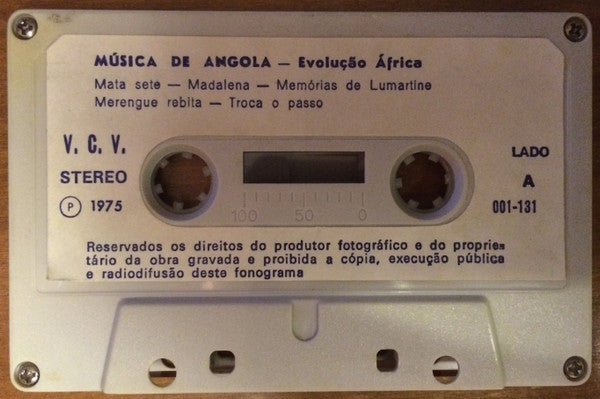 MÚSICA DE ANGOLA — Evolução África
Mata sete — Madalena — Memórias de Lumartine
Merengue rebita — Troca o passo
V. C. V.
STEREO
Ⓟ 1975
LADO
A
001-131
100 50 0
Reservados os direitos do produtor fotográfico e do proprie-
tário da obra gravada e proibida a cópia, execução pública
e radiodifusão deste fonograma